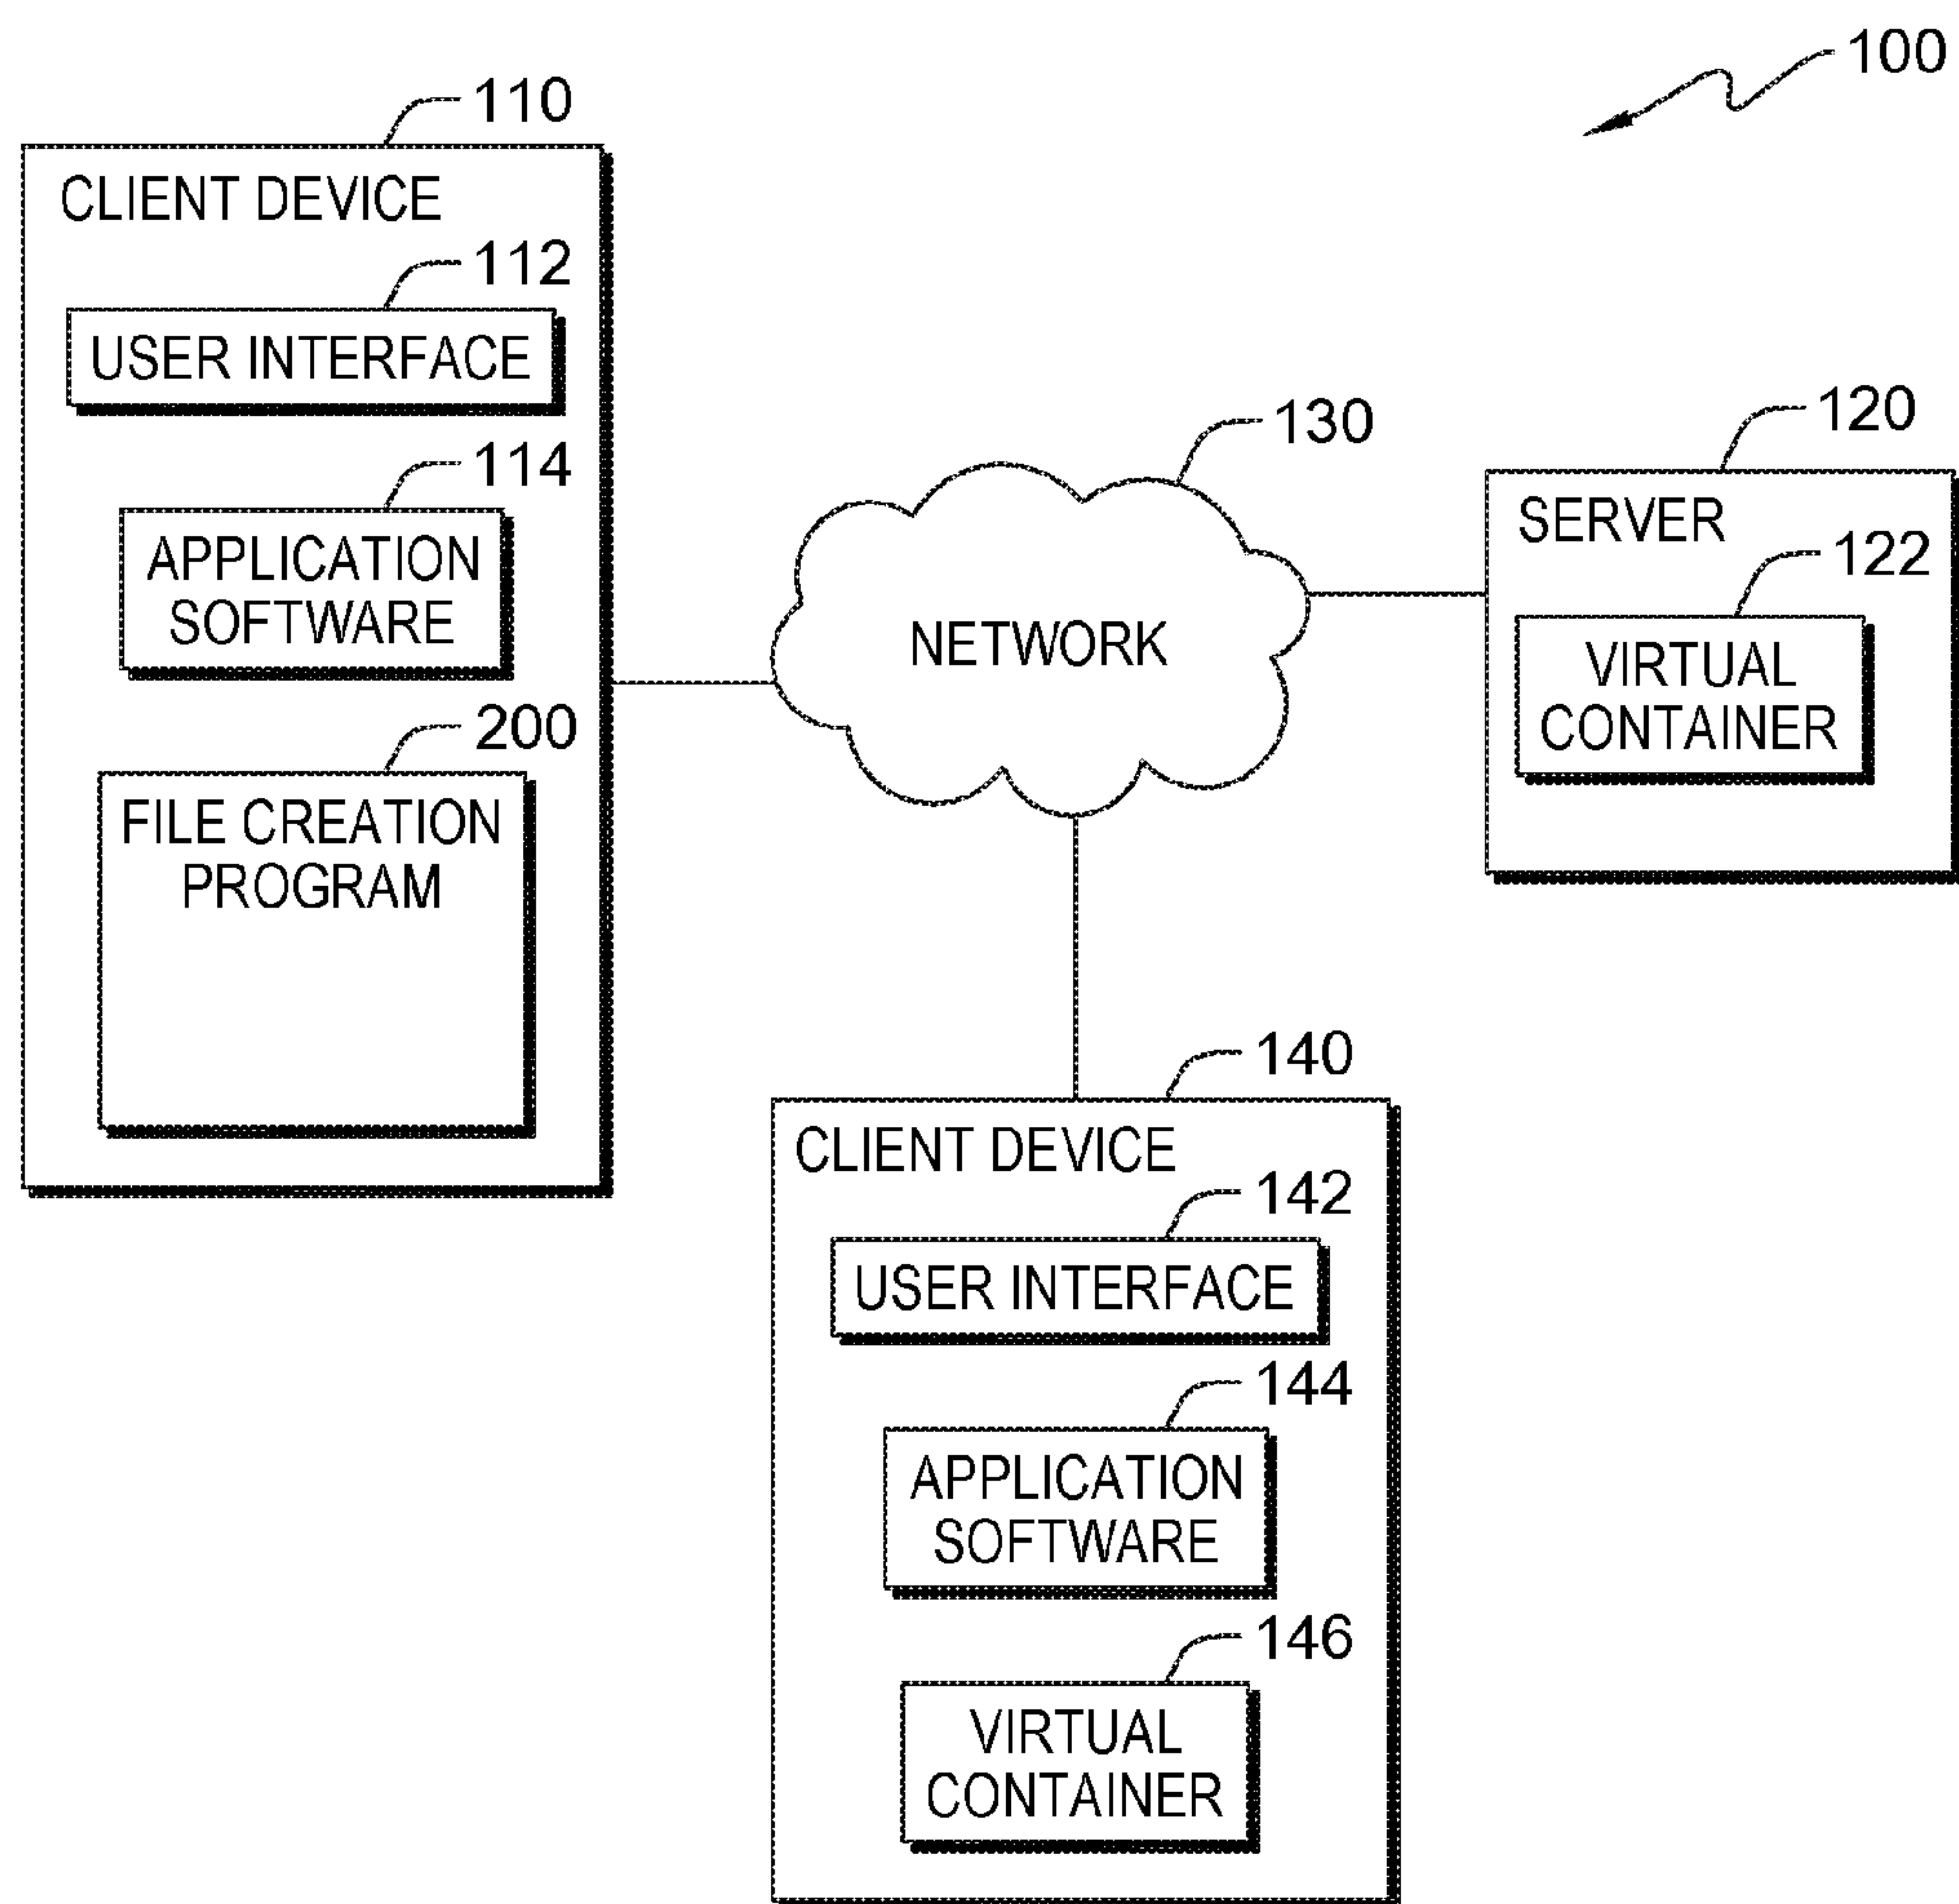 100
110
CLIENT DEVICE
112
USER INTERFACE
114
APPLICATION
SOFTWARE
200
FILE CREATION
PROGRAM
130
NETWORK
120
SERVER
122
VIRTUAL
CONTAINER
140
CLIENT DEVICE
142
USER INTERFACE
144
APPLICATION
SOFTWARE
146
VIRTUAL
CONTAINER